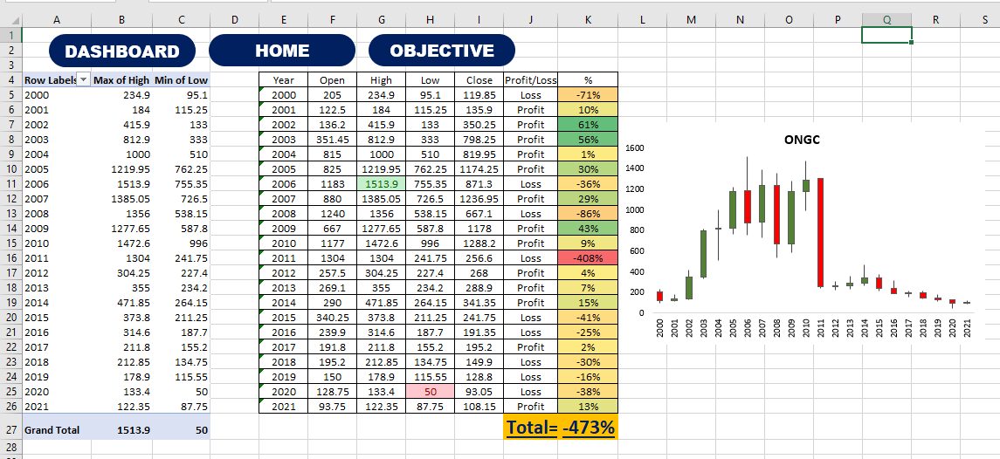 A B C D E F G H I J K L M N O P Q R S
1
2 DASHBOARD HOME OBJECTIVE
3
4 Row Labels Max of High Min of Low Year Open High Low Close Profit/Loss %
5 2000 234.9 95.1 2000 205 234.9 95.1 119.85 Loss -71%
6 2001 184 115.25 2001 122.5 184 115.25 135.9 Profit 10%
7 2002 415.9 133 2002 136.2 415.9 133 350.25 Profit 61%
8 2003 812.9 333 2003 351.45 812.9 333 798.25 Profit 56%
9 2004 1000 510 2004 815 1000 510 819.95 Profit 1%
10 2005 1219.95 762.25 2005 825 1219.95 762.25 1174.25 Profit 30%
11 2006 1513.9 755.35 2006 1183 1513.9 755.35 871.3 Loss -36%
12 2007 1385.05 726.5 2007 880 1385.05 726.5 1236.95 Profit 29%
13 2008 1356 538.15 2008 1240 1356 538.15 667.1 Loss -86%
14 2009 1277.65 587.8 2009 667 1277.65 587.8 1178 Profit 43%
15 2010 1472.6 996 2010 1177 1472.6 996 1288.2 Profit 9%
16 2011 1304 241.75 2011 1304 1304 241.75 256.6 Loss -408%
17 2012 304.25 227.4 2012 257.5 304.25 227.4 268 Profit 4%
18 2013 355 234.2 2013 269.1 355 234.2 288.9 Profit 7%
19 2014 471.85 264.15 2014 290 471.85 264.15 341.35 Profit 15%
20 2015 373.8 211.25 2015 340.25 373.8 211.25 241.75 Loss -41%
21 2016 314.6 187.7 2016 239.9 314.6 187.7 191.35 Loss -25%
22 2017 211.8 155.2 2017 191.8 211.8 155.2 195.2 Profit 2%
23 2018 212.85 134.75 2018 195.2 212.85 134.75 149.9 Loss -30%
24 2019 178.9 115.55 2019 150 178.9 115.55 128.8 Loss -16%
25 2020 133.4 50 2020 128.75 133.4 50 93.05 Loss -38%
26 2021 122.35 87.75 2021 93.75 122.35 87.75 108.15 Profit 13%
27 Grand Total 1513.9 50 Total= -473%
28
ONGC
1600
1400
1200
1000
800
600
400
200
0
2000 2001 2002 2003 2004 2005 2006 2007 2008 2009 2010 2011 2012 2013 2014 2015 2016 2017 2018 2019 2020 2021